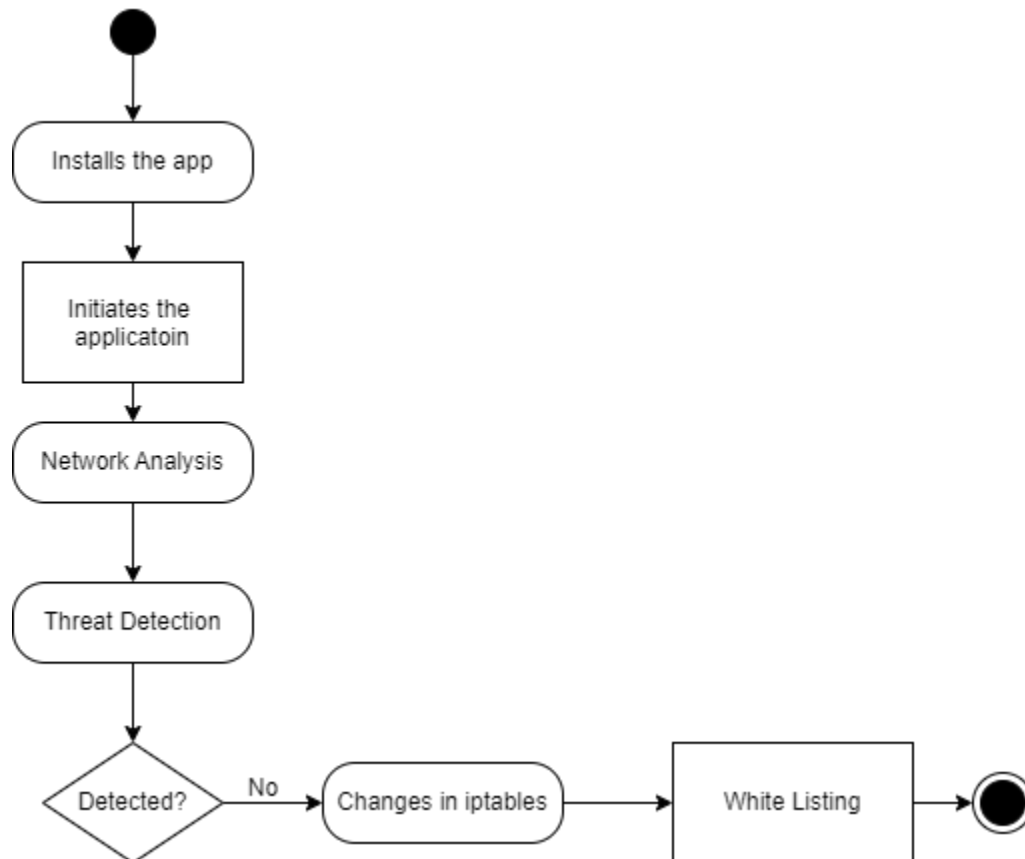 Installs the app
Initiates the
applicatoin
Network Analysis
Threat Detection
Detected?
No
Changes in iptables
White Listing